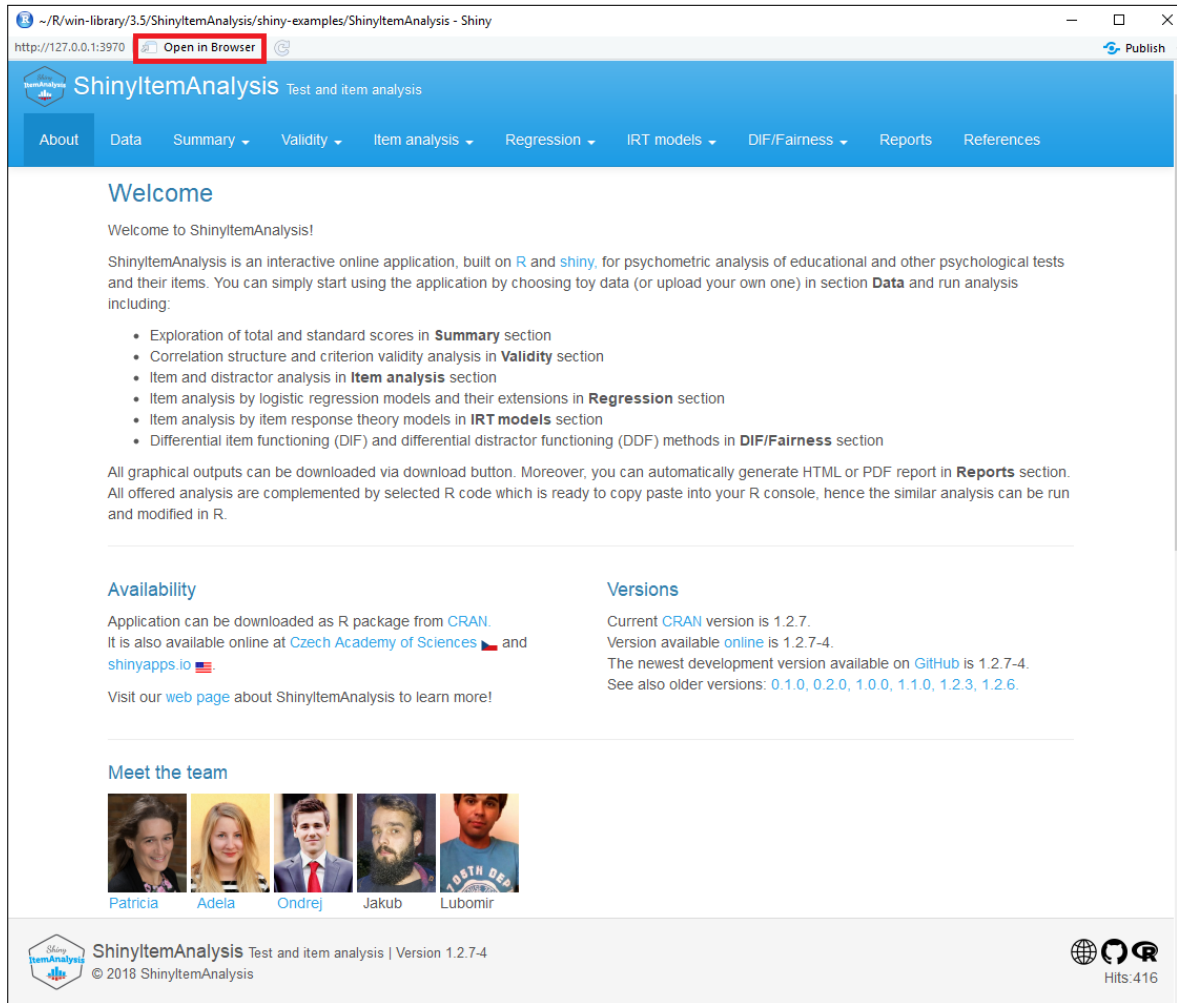 ~/R/win-library/3.5/ShinyItemAnalysis/shiny-examples/ShinyItemAnalysis - Shiny
http://127.0.0.1:3970 Open in Browser Publish
Shiny
ItemAnalysis
ShinyItemAnalysis Test and item analysis
About Data Summary Validity Item analysis Regression IRT models DIF/Fairness Reports References
Welcome
Welcome to ShinyItemAnalysis!
ShinyItemAnalysis is an interactive online application, built on R and shiny, for psychometric analysis of educational and other psychological tests
and their items. You can simply start using the application by choosing toy data (or upload your own one) in section Data and run analysis
including:
• Exploration of total and standard scores in Summary section
• Correlation structure and criterion validity analysis in Validity section
• Item and distractor analysis in Item analysis section
• Item analysis by logistic regression models and their extensions in Regression section
• Item analysis by item response theory models in IRT models section
• Differential item functioning (DIF) and differential distractor functioning (DDF) methods in DIF/Fairness section
All graphical outputs can be downloaded via download button. Moreover, you can automatically generate HTML or PDF report in Reports section.
All offered analysis are complemented by selected R code which is ready to copy paste into your R console, hence the similar analysis can be run
and modified in R.
Availability
Application can be downloaded as R package from CRAN.
It is also available online at Czech Academy of Sciences and
shinyapps.io.
Visit our web page about ShinyItemAnalysis to learn more!
Versions
Current CRAN version is 1.2.7.
Version available online is 1.2.7-4.
The newest development version available on GitHub is 1.2.7-4.
See also older versions: 0.1.0, 0.2.0, 1.0.0, 1.1.0, 1.2.3, 1.2.6.
Meet the team
Patricia Adela Ondrej Jakub Lubomir
Shiny
ItemAnalysis
ShinyItemAnalysis Test and item analysis | Version 1.2.7-4
© 2018 ShinyItemAnalysis
Hits:416